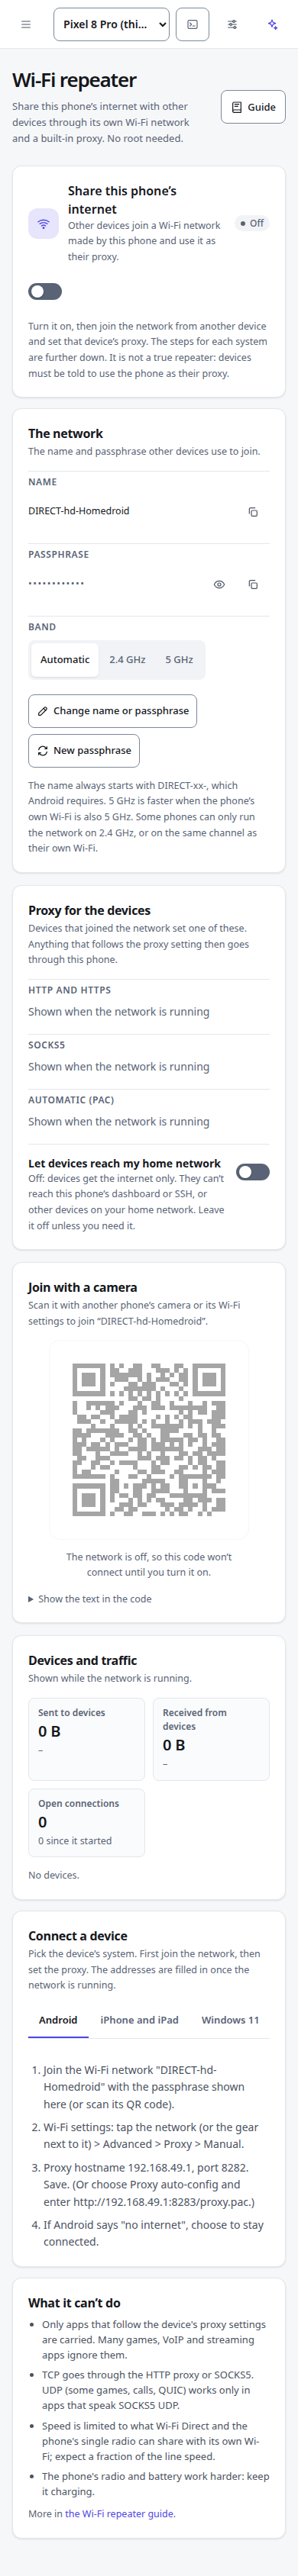 Pixel 8 Pro (thi...
Wi-Fi repeater
Share this phone's internet with other
devices through its own Wi-Fi network
and a built-in proxy. No root needed.
Guide
Share this phone's
internet
Other devices join a Wi-Fi network
made by this phone and use it as
their proxy.
Off
Turn it on, then join the network from another device
and set that device's proxy. The steps for each system
are further down. It is not a true repeater: devices
must be told to use the phone as their proxy.
The network
The name and passphrase other devices use to join.
NAME
DIRECT-hd-Homedroid
PASSPHRASE
••••••••••••
BAND
Automatic
2.4 GHz
5 GHz
Change name or passphrase
New passphrase
The name always starts with DIRECT-xx-, which
Android requires. 5 GHz is faster when the phone's
own Wi-Fi is also 5 GHz. Some phones can only run
the network on 2.4 GHz, or on the same channel as
their own Wi-Fi.
Proxy for the devices
Devices that joined the network set one of these.
Anything that follows the proxy setting then goes
through this phone.
HTTP AND HTTPS
Shown when the network is running
SOCKS5
Shown when the network is running
AUTOMATIC (PAC)
Shown when the network is running
Let devices reach my home network
Off: devices get the internet only. They can't
reach this phone's dashboard or SSH, or
other devices on your home network. Leave
it off unless you need it.
Join with a camera
Scan it with another phone's camera or its Wi-Fi
settings to join “DIRECT-hd-Homedroid”.
The network is off, so this code won't
connect until you turn it on.
Show the text in the code
Devices and traffic
Shown while the network is running.
Sent to devices
0 B
–
Received from
devices
0 B
–
Open connections
0
0 since it started
No devices.
Connect a device
Pick the device's system. First join the network, then
set the proxy. The addresses are filled in once the
network is running.
Android
iPhone and iPad
Windows 11
1. Join the Wi-Fi network "DIRECT-hd-
Homedroid" with the passphrase shown
here (or scan its QR code).
2. Wi-Fi settings: tap the network (or the gear
next to it) > Advanced > Proxy > Manual.
3. Proxy hostname 192.168.49.1, port 8282.
Save. (Or choose Proxy auto-config and
enter http://192.168.49.1:8283/proxy.pac.)
4. If Android says "no internet", choose to stay
connected.
What it can't do
• Only apps that follow the device's proxy settings
are carried. Many games, VoIP and streaming
apps ignore them.
• TCP goes through the HTTP proxy or SOCKS5.
UDP (some games, calls, QUIC) works only in
apps that speak SOCKS5 UDP.
• Speed is limited to what Wi-Fi Direct and the
phone's single radio can share with its own Wi-
Fi; expect a fraction of the line speed.
• The phone's radio and battery work harder: keep
it charging.
More in the Wi-Fi repeater guide.